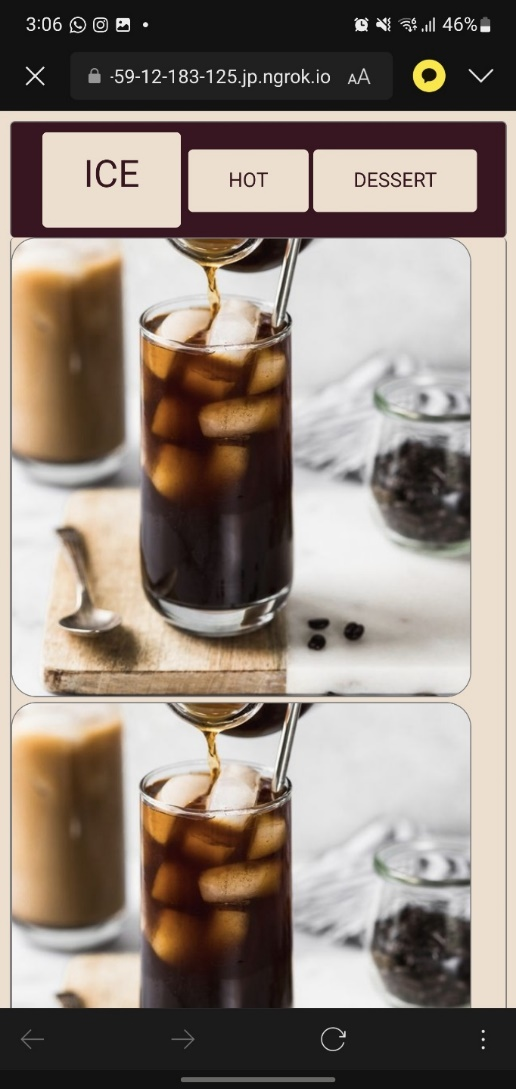 3:06
46%
-59-12-183-125.jp.ngrok.io
AA
ICE
HOT
DESSERT